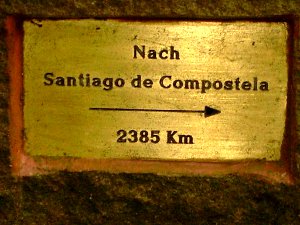 Nach
Santiago de Compostela
2385 Km